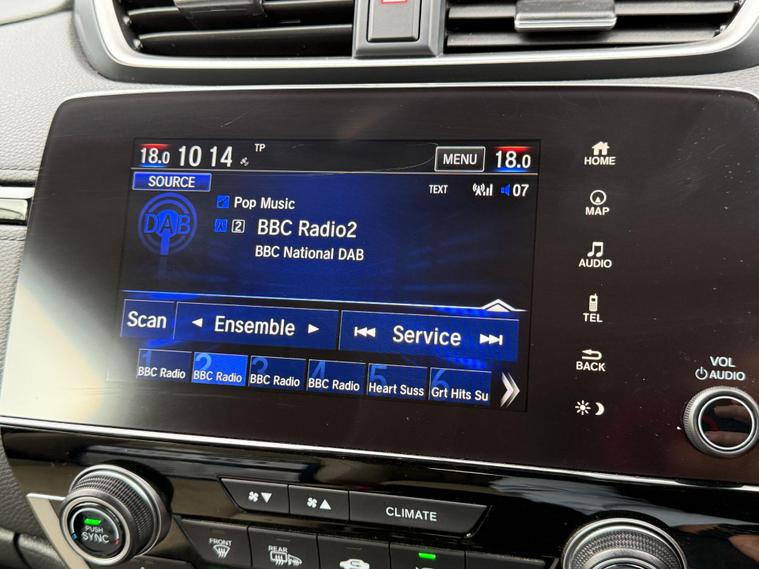 18.0 10 14 TP MENU 18.0
SOURCE
TEXT 07
DAB
Pop Music
2 BBC Radio2
BBC National DAB
Scan
Ensemble
Service
1 BBC Radio
2 BBC Radio
3 BBC Radio
4 BBC Radio
5 Heart Suss
6 Grt Hits Su
HOME
MAP
AUDIO
TEL
BACK
VOL
AUDIO
PUSH
SYNC
CLIMATE
FRONT
REAR